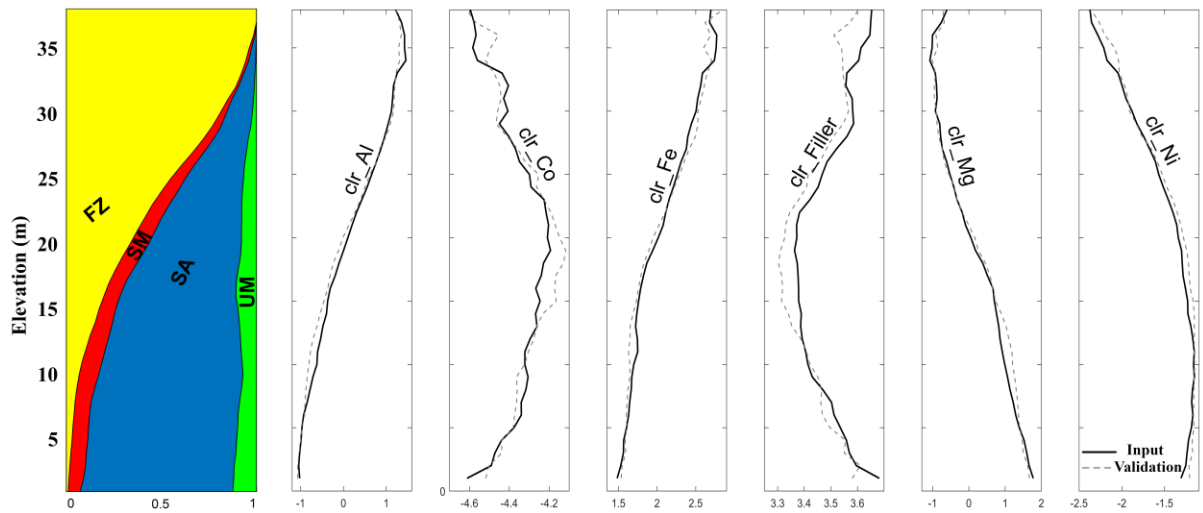 35
30
25
20
15
10
5
Elevation (m)
FZ
SM
SA
UM
0 0.5 1
clr_Al
-1 0 1
clr_Co
0
-4.6 -4.4 -4.2
clr_Fe
1.5 2 2.5
clr_Filler
3.3 3.4 3.5 3.6
clr_Mg
-1 0 1 2
clr_Ni
Input
Validation
-2.5 -2 -1.5 -1